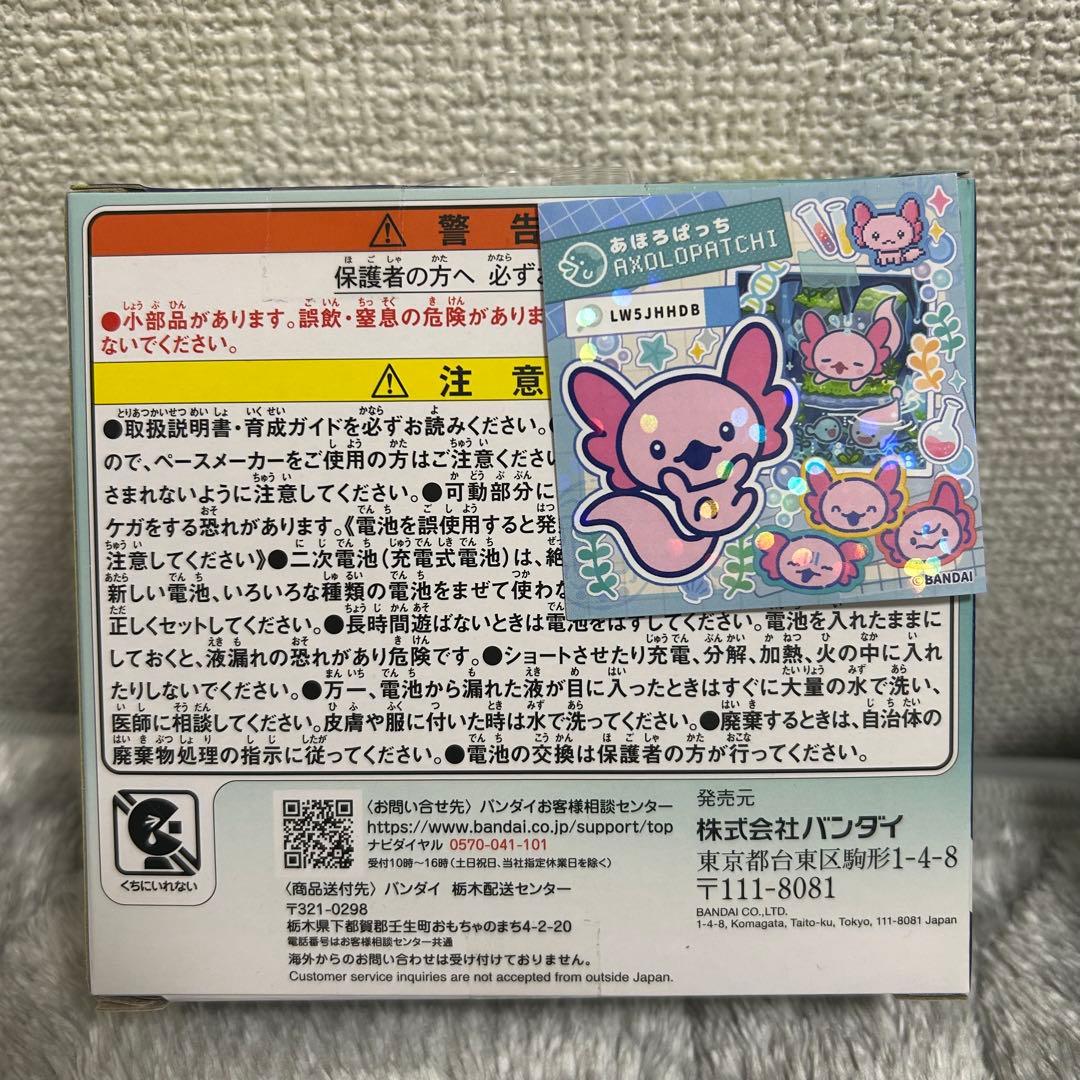 警告
保護者の方へ 必ずお
●小部品があります。誤飲・窒息の危険がありま
ないでください。
注意
●取扱説明書・育成ガイドを必ずお読みください。
ので、ペースメーカーをご使用の方はご注意ください
さまれないように注意してください。●可動部分に
ケガをする恐れがあります。《電池を誤使用すると発
注意してください》●二次電池(充電式電池)は、絶
新しい電池、いろいろな種類の電池をまぜて使わな
正しくセットしてください。●長時間遊ばないときは電池をはずしてください。電池を入れたままに
しておくと、液漏れの恐れがあり危険です。●ショートさせたり充電、分解、加熱、火の中に入れ
たりしないでください。●万一、電池から漏れた液が目に入ったときはすぐに大量の水で洗い、
医師に相談してください。皮膚や服に付いた時は水で洗ってください。●廃棄するときは、自治体の
廃棄物処理の指示に従ってください。●電池の交換は保護者の方が行ってください。
あほろぱっち
AXOLOPATCHI
LW5JHHDB
©BANDAI
くちにいれない
〈お問い合せ先〉バンダイお客様相談センター
https://www.bandai.co.jp/support/top
ナビダイヤル 0570-041-101
受付10時〜16時(土日祝日、当社指定休業日を除く)
〈商品送付先〉バンダイ 栃木配送センター
〒321-0298
栃木県下都賀郡壬生町おもちゃのまち4-2-20
電話番号はお客様相談センター共通
海外からのお問い合わせは受け付けておりません。
Customer service inquiries are not accepted from outside Japan.
発売元
株式会社バンダイ
東京都台東区駒形1-4-8
〒111-8081
BANDAI CO.,LTD.
1-4-8, Komagata, Taito-ku, Tokyo, 111-8081 Japan